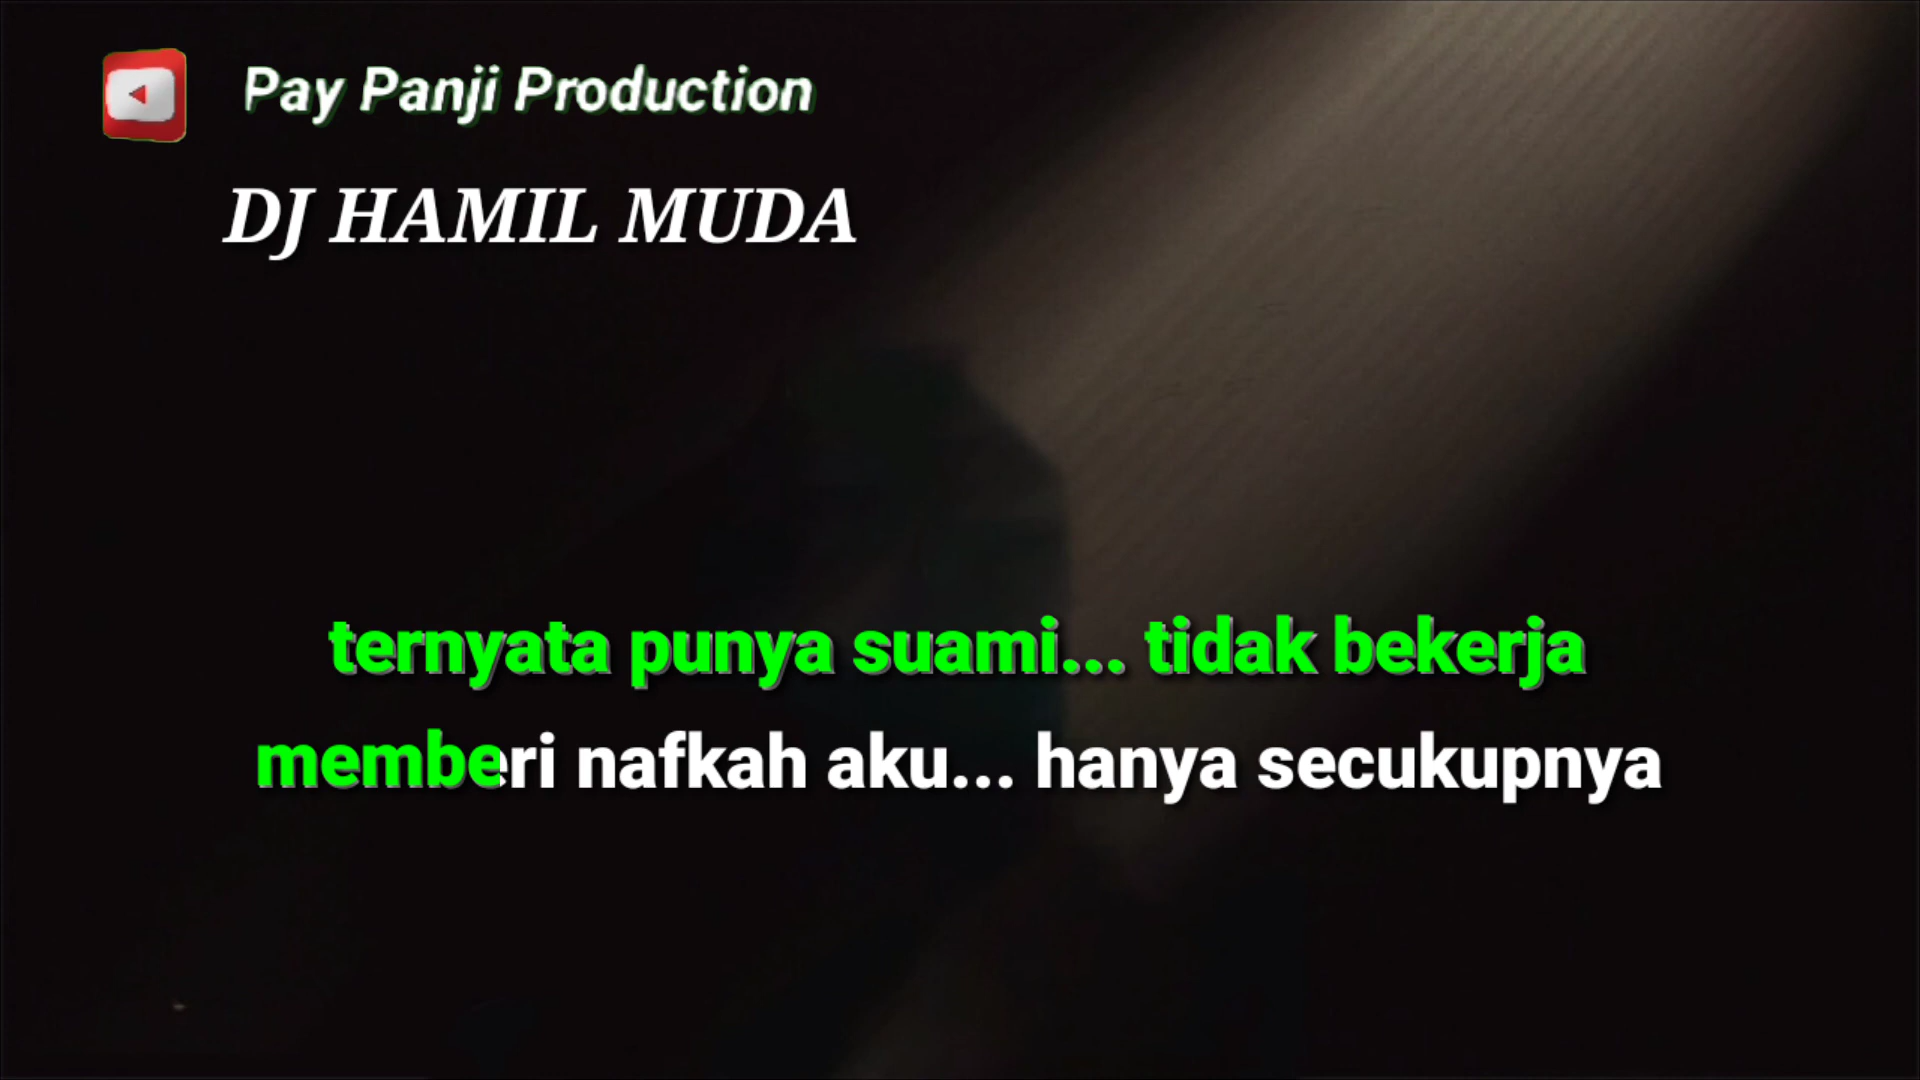 Pay Panji Production
DJ HAMIL MUDA
ternyata punya suami... tidak bekerja
memberi nafkah aku... hanya secukupnya